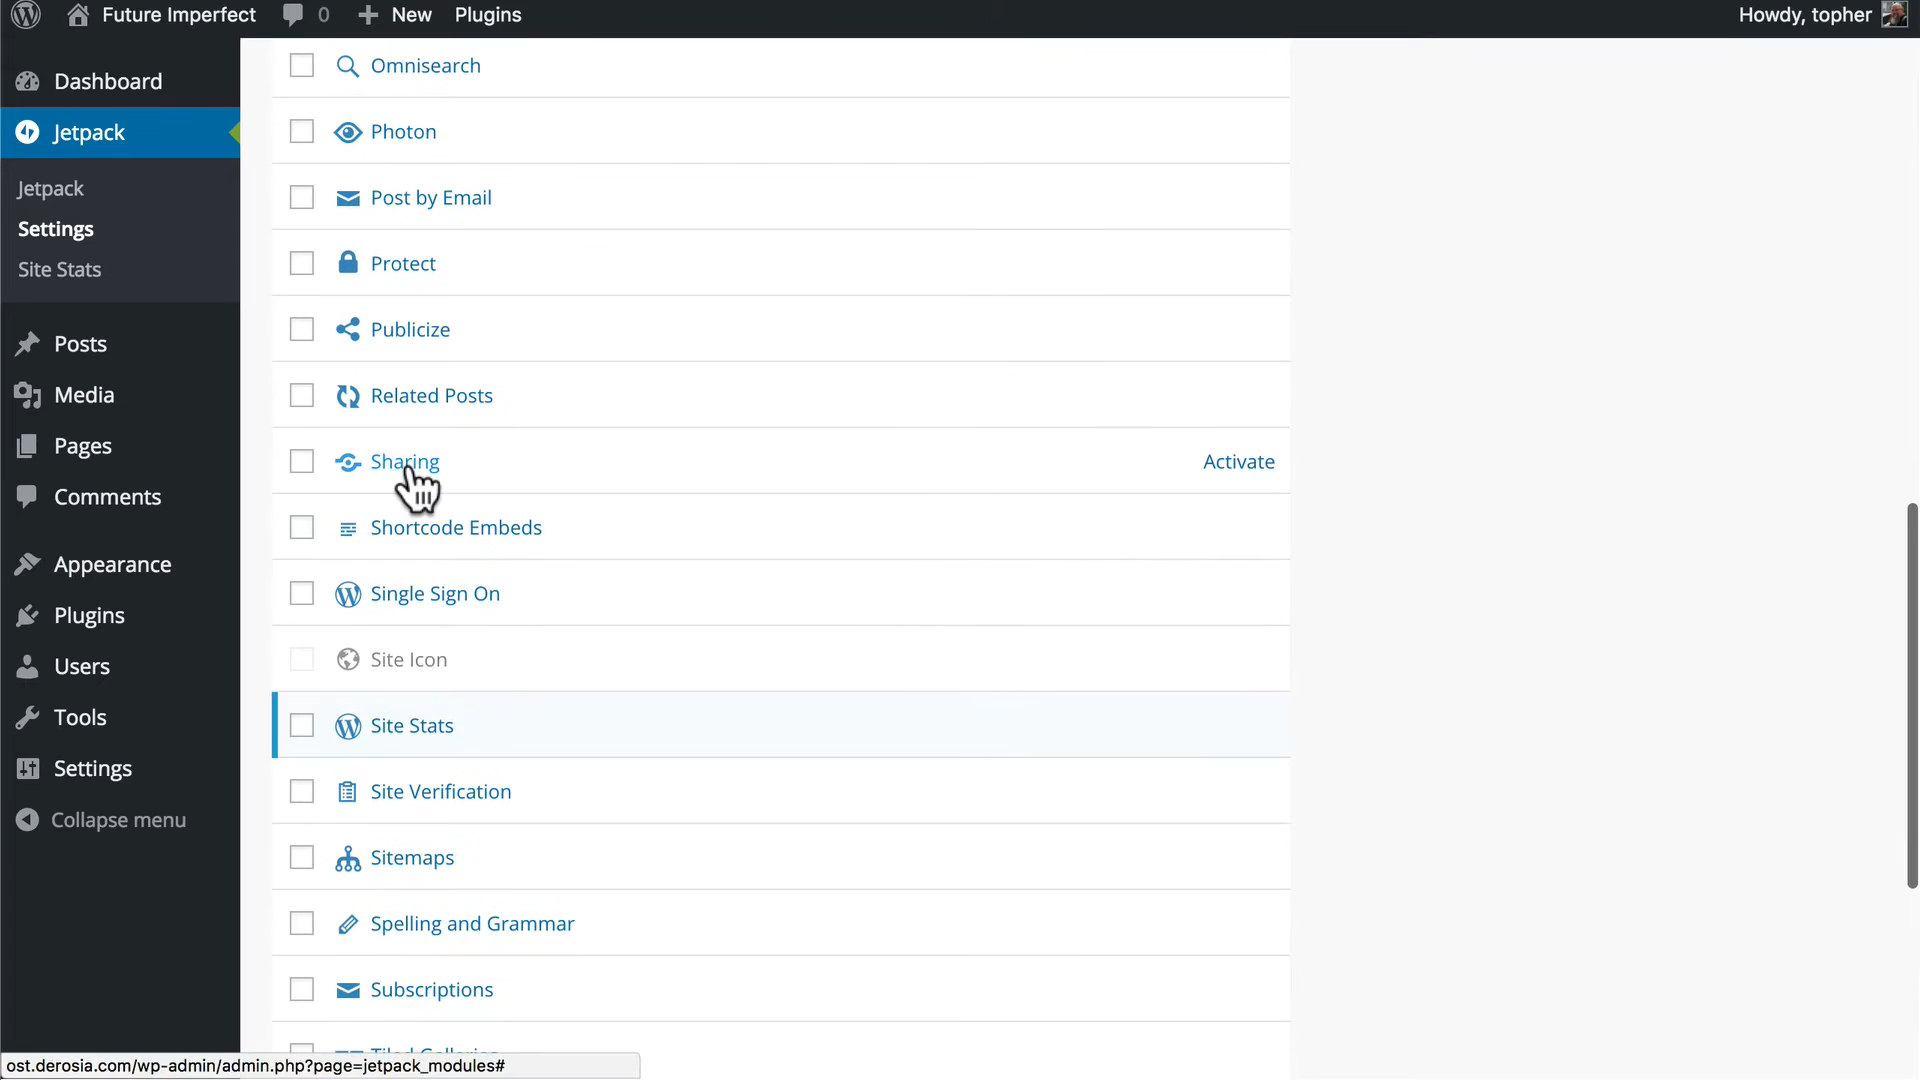 Future Imperfect 0 New Plugins Howdy, topher
Dashboard
Jetpack
Jetpack
Settings
Site Stats
Posts
Media
Pages
Comments
Appearance
Plugins
Users
Tools
Settings
Collapse menu
Omnisearch
Photon
Post by Email
Protect
Publicize
Related Posts
Sharing Activate
Shortcode Embeds
Single Sign On
Site Icon
Site Stats
Site Verification
Sitemaps
Spelling and Grammar
Subscriptions
Tiled Galleries
ost.derosia.com/wp-admin/admin.php?page=jetpack_modules#